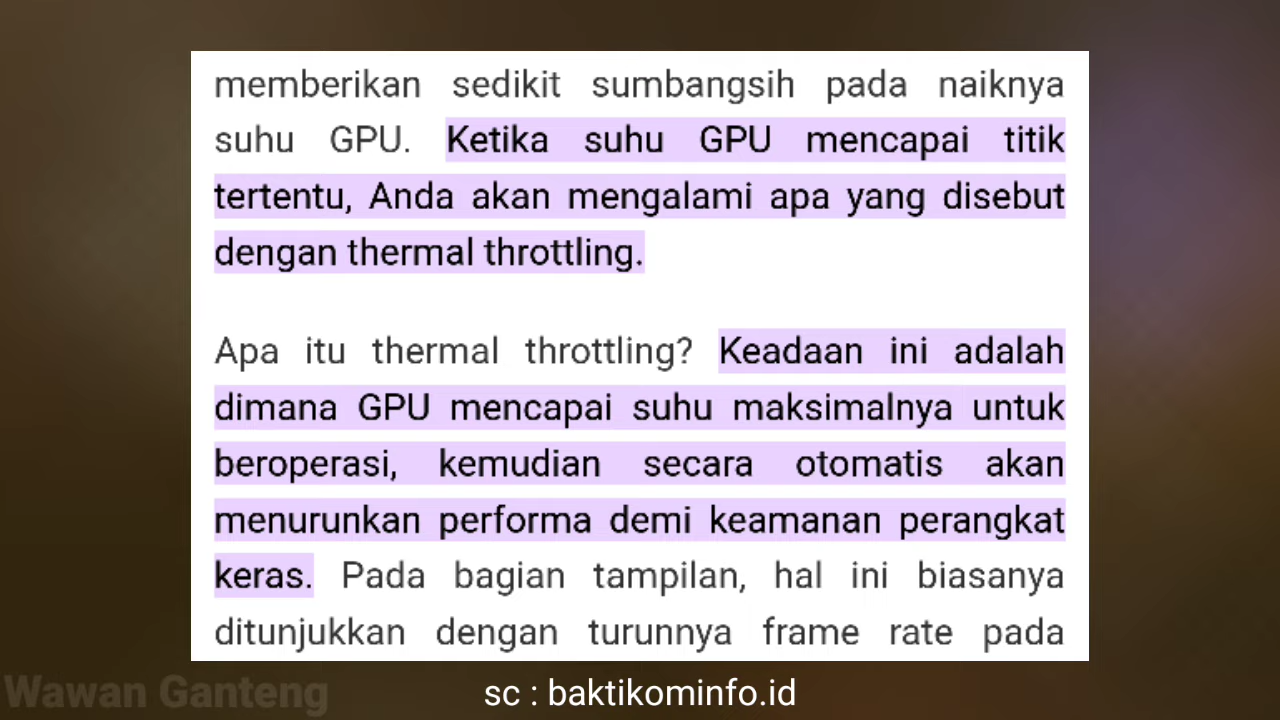 memberikan sedikit sumbangsih pada naiknya
suhu GPU. Ketika suhu GPU mencapai titik
tertentu, Anda akan mengalami apa yang disebut
dengan thermal throttling.
Apa itu thermal throttling? Keadaan ini adalah
dimana GPU mencapai suhu maksimalnya untuk
beroperasi, kemudian secara otomatis akan
menurunkan performa demi keamanan perangkat
keras. Pada bagian tampilan, hal ini biasanya
ditunjukkan dengan turunnya frame rate pada
Wawan Ganteng
sc : baktikominfo.id